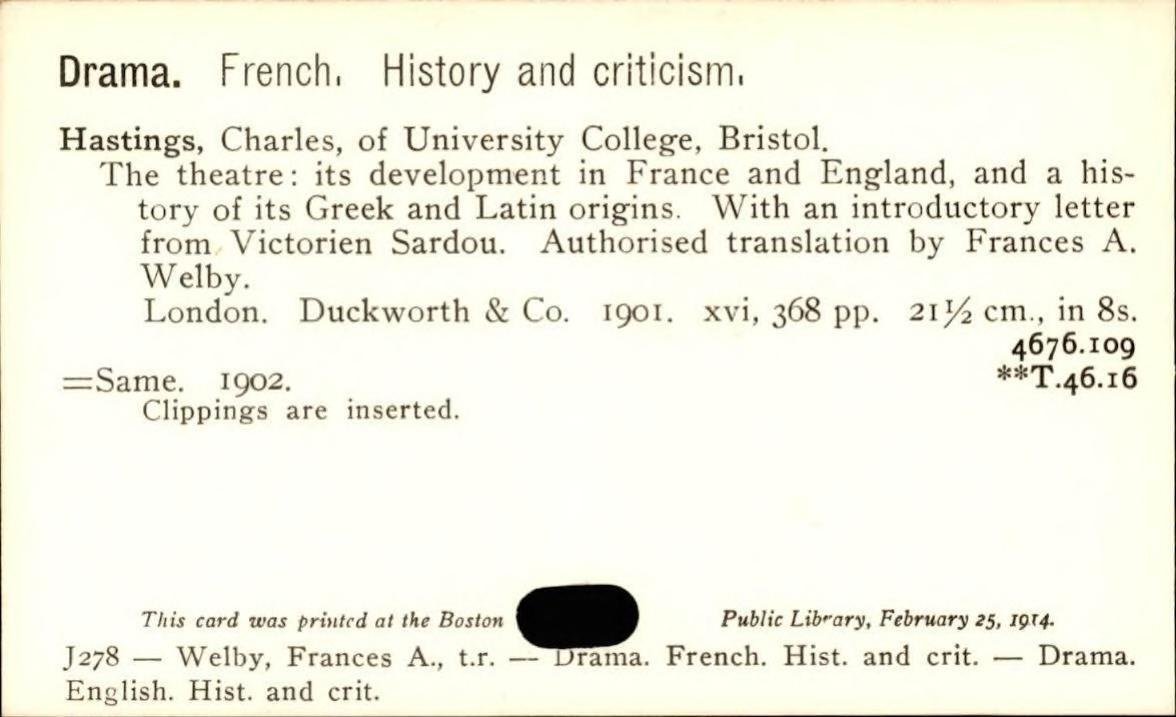 Drama. French. History and criticism.
Hastings, Charles, of University College, Bristol.
The theatre: its development in France and England, and a his-
tory of its Greek and Latin origins. With an introductory letter
from Victorien Sardou. Authorised translation by Frances A.
Welby.
London. Duckworth & Co. 1901. xvi, 368 pp. 21½ cm., in 8s.
4676.109
=Same. 1902. **T.46.16
Clippings are inserted.
This card was printed at the Boston Public Library, February 25, 1914.
J278 — Welby, Frances A., t.r. — Drama. French. Hist. and crit. — Drama.
English. Hist. and crit.